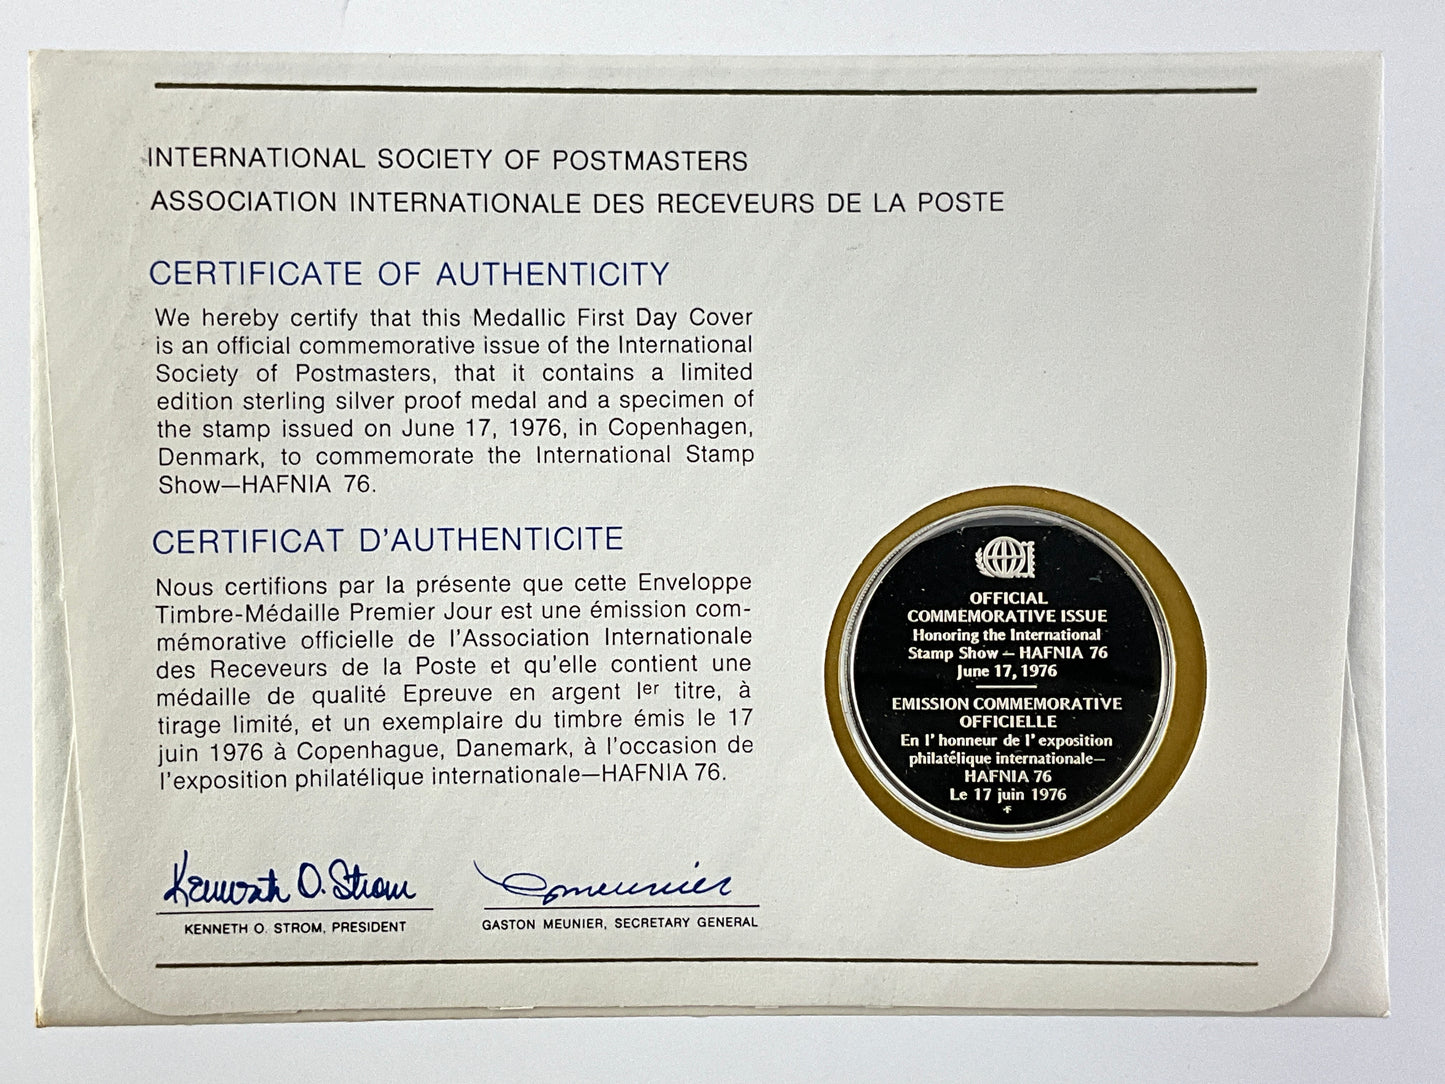 INTERNATIONAL SOCIETY OF POSTMASTERS
ASSOCIATION INTERNATIONALE DES RECEVEURS DE LA POSTE
CERTIFICATE OF AUTHENTICITY
We hereby certify that this Medallic First Day Cover
is an official commemorative issue of the International
Society of Postmasters, that it contains a limited
edition sterling silver proof medal and a specimen of
the stamp issued on June 17, 1976, in Copenhagen,
Denmark, to commemorate the International Stamp
Show—HAFNIA 76.
CERTIFICAT D'AUTHENTICITE
Nous certifions par la présente que cette Enveloppe
Timbre-Médaille Premier Jour est une émission com-
mémorative officielle de l'Association Internationale
des Receveurs de la Poste et qu'elle contient une
médaille de qualité Epreuve en argent Ier titre, à
tirage limité, et un exemplaire du timbre émis le 17
juin 1976 à Copenhague, Danemark, à l'occasion de
l'exposition philatélique internationale—HAFNIA 76.
Kenneth O. Strom
KENNETH O. STROM, PRESIDENT
GMeunier
GASTON MEUNIER, SECRETARY GENERAL
OFFICIAL
COMMEMORATIVE ISSUE
Honoring the International
Stamp Show – HAFNIA 76
June 17, 1976
EMISSION COMMEMORATIVE
OFFICIELLE
En l' honneur de l' exposition
philatélique internationale—
HAFNIA 76
Le 17 juin 1976